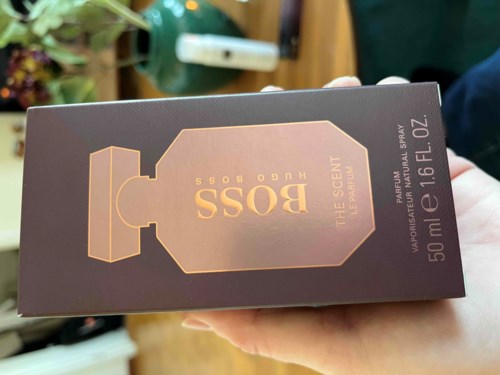 BOSS
HUGO BOSS
THE SCENT
LE PARFUM
PARFUM
VAPORISATEUR NATURAL SPRAY
50 ml ℮ 1.6 FL. OZ.